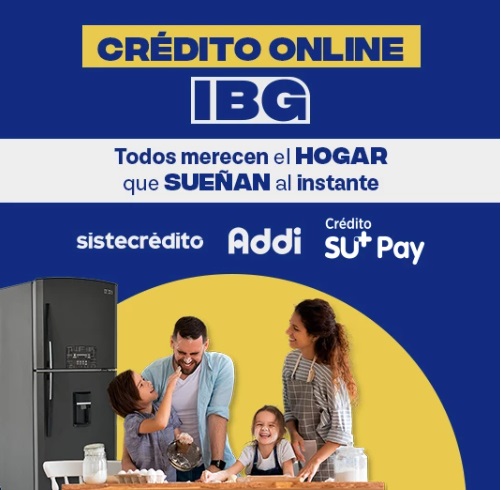 CRÉDITO ONLINE
IBG
Todos merecen el HOGAR
que SUEÑAN al instante
sistecrédito
Addi
Crédito
SU+ Pay